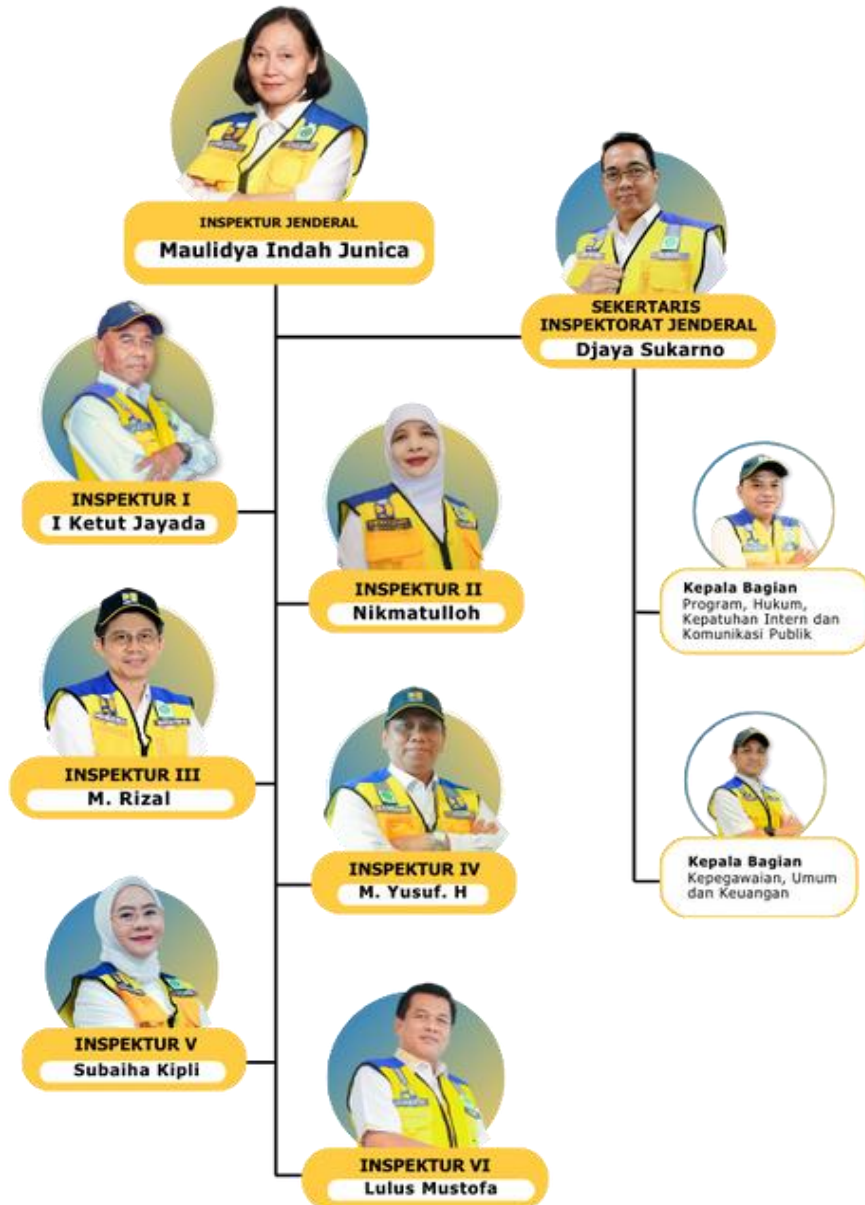 INSPEKTUR JENDERAL
Maulidya Indah Junica
SEKERTARIS
INSPEKTORAT JENDERAL
Djaya Sukarno
INSPEKTUR I
I Ketut Jayada
INSPEKTUR II
Nikmatulloh
Kepala Bagian
Program, Hukum,
Kepatuhan Intern dan
Komunikasi Publik
INSPEKTUR III
M. Rizal
INSPEKTUR IV
M. Yusuf. H
Kepala Bagian
Kepegawaian, Umum
dan Keuangan
INSPEKTUR V
Subaiha Kipli
INSPEKTUR VI
Lulus Mustofa